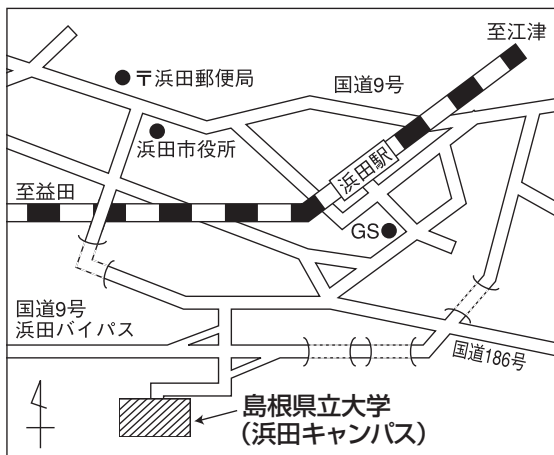 至江津
国道9号
〒浜田郵便局
浜田市役所
浜田駅
至益田
GS
国道9号
浜田バイパス
国道186号
島根県立大学
(浜田キャンパス)